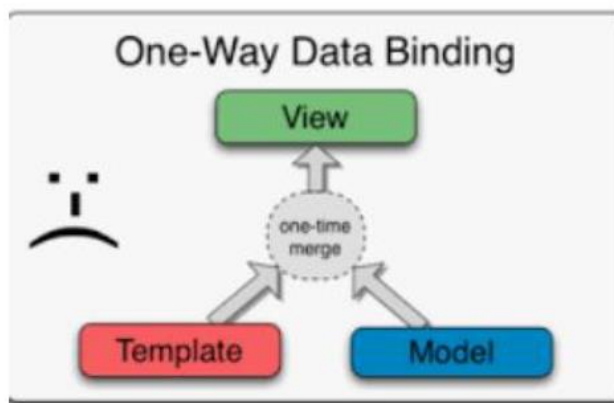 One-Way Data Binding
View
one-time
merge
Template
Model